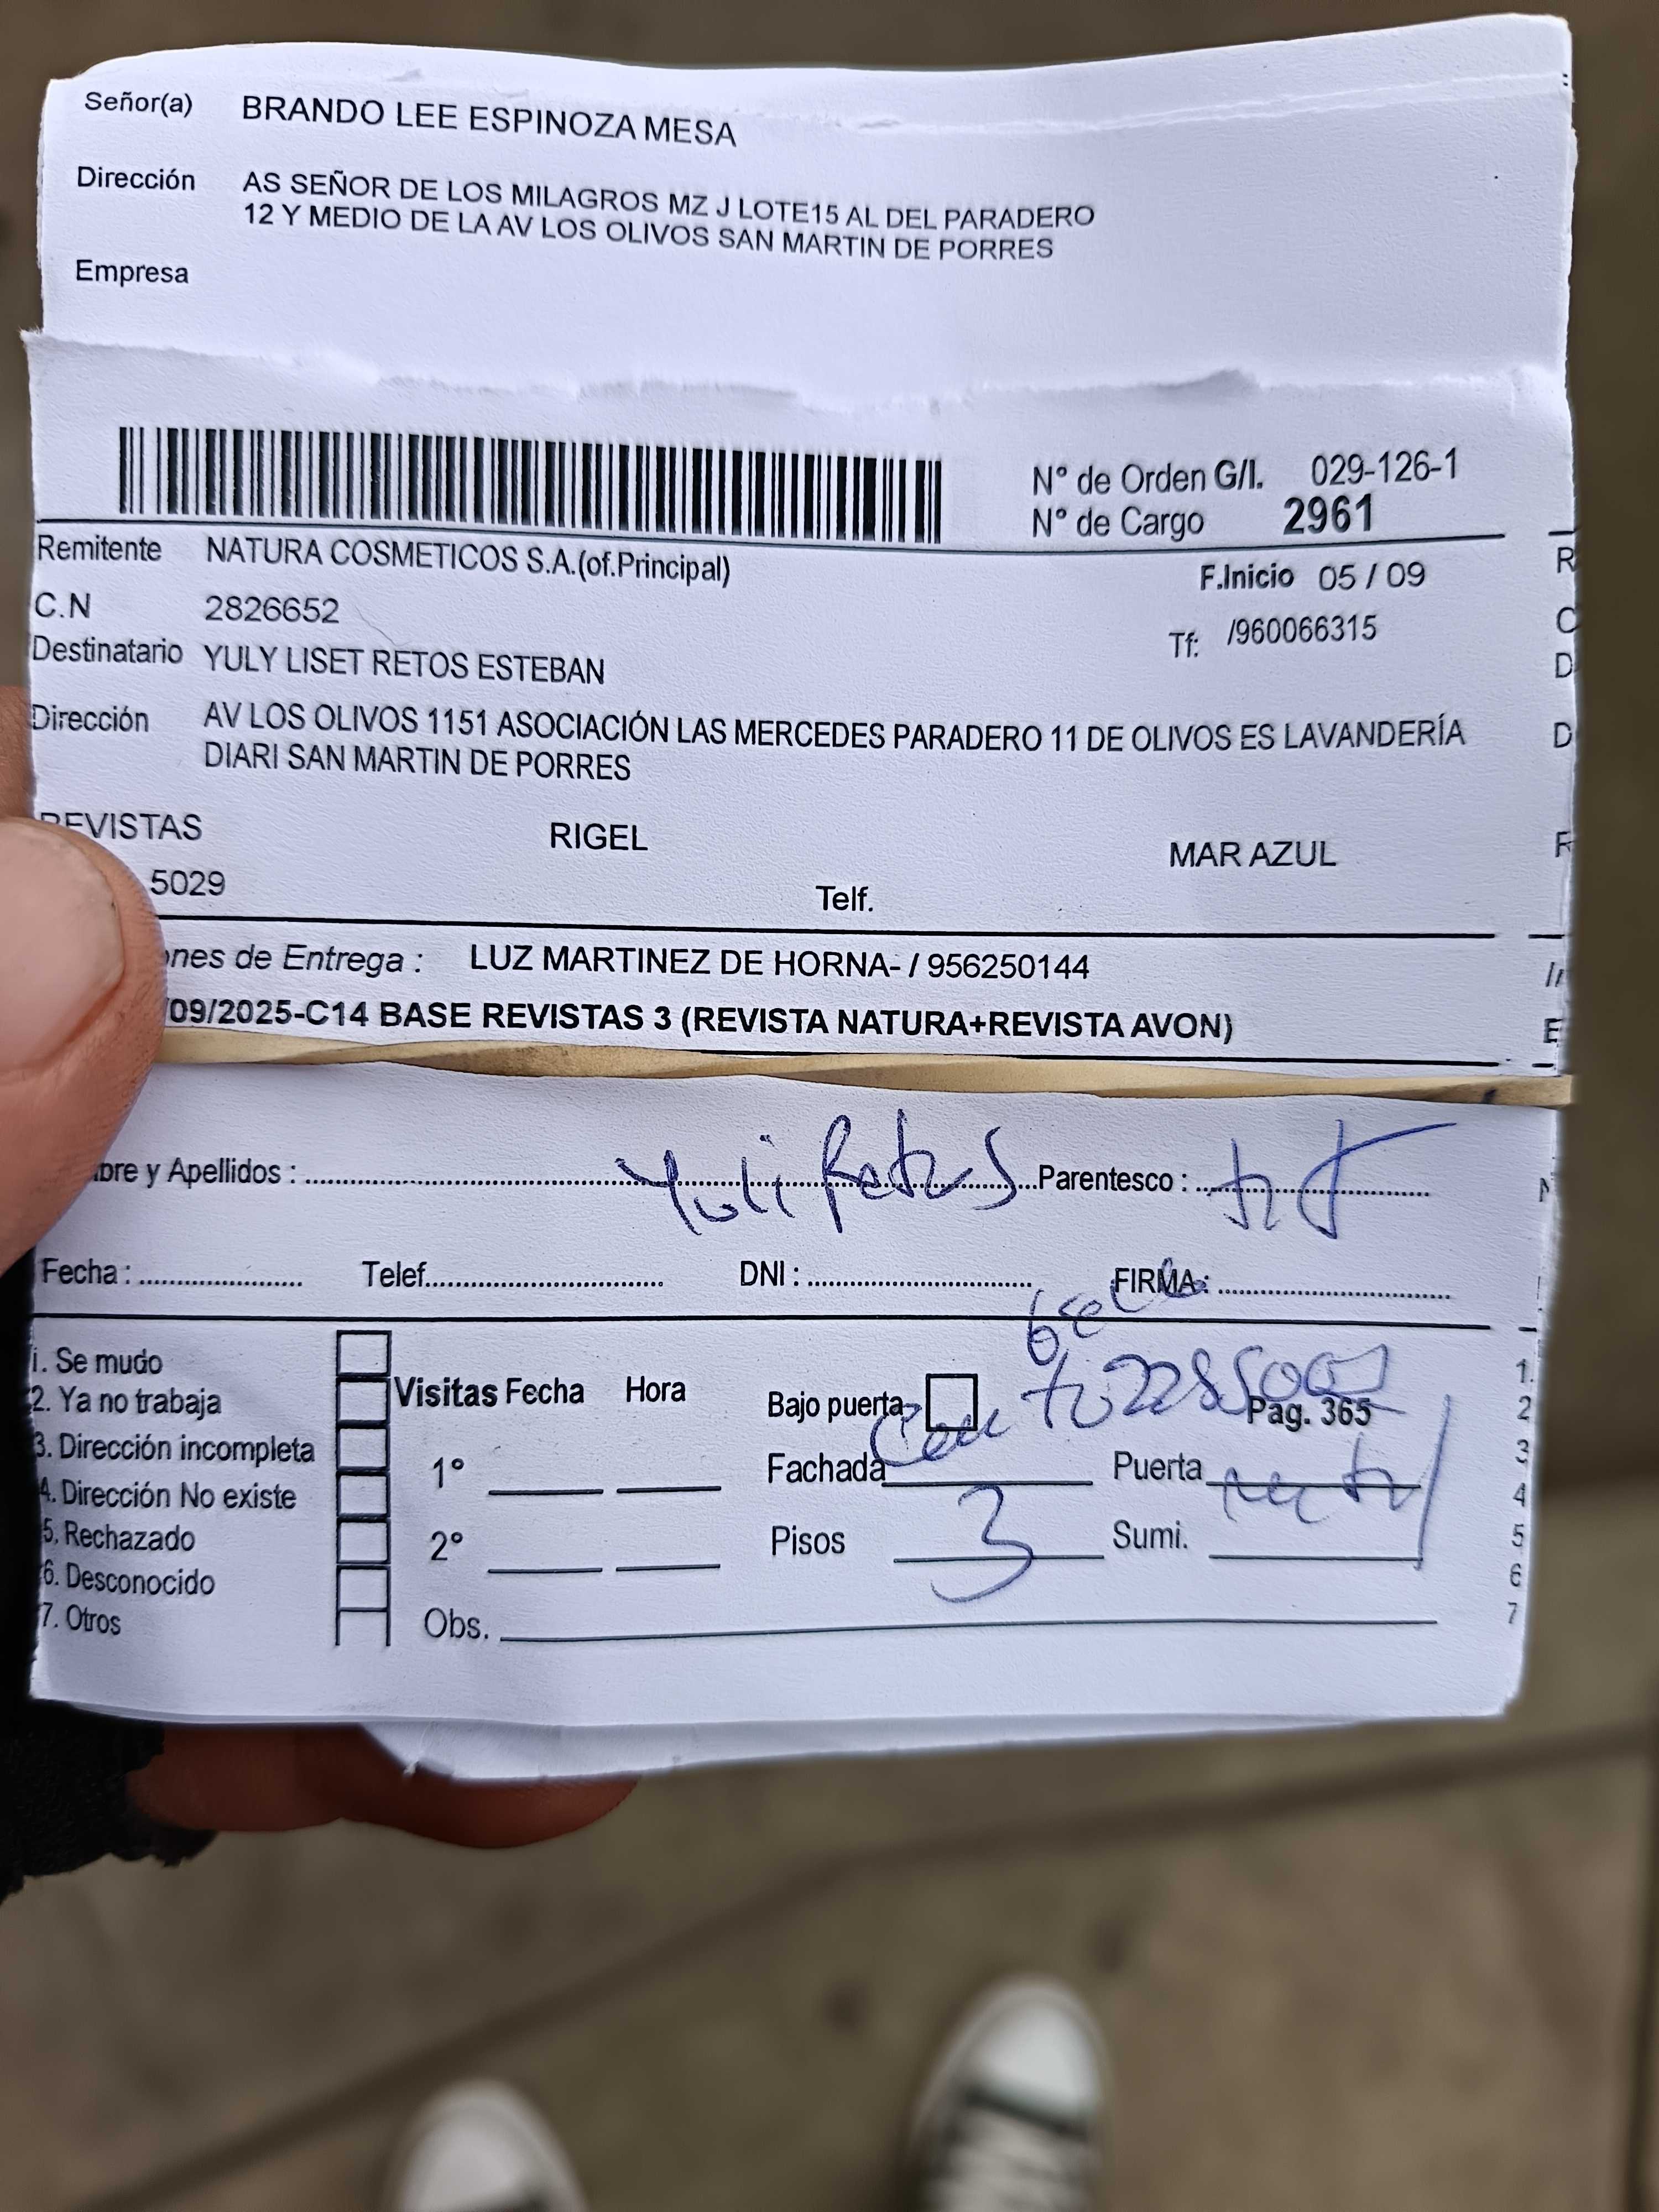 Señor(a) BRANDO LEE ESPINOZA MESA
Dirección AS SEÑOR DE LOS MILAGROS MZ J LOTE15 AL DEL PARADERO
12 Y MEDIO DE LA AV LOS OLIVOS SAN MARTIN DE PORRES
Empresa
N° de Orden G/I. 029-126-1
N° de Cargo 2961
Remitente NATURA COSMETICOS S.A.(of.Principal) F.Inicio 05 / 09
C.N 2826652 Tf: /960066315
Destinatario YULY LISET RETOS ESTEBAN
Dirección AV LOS OLIVOS 1151 ASOCIACIÓN LAS MERCEDES PARADERO 11 DE OLIVOS ES LAVANDERÍA
DIARI SAN MARTIN DE PORRES
REVISTAS RIGEL MAR AZUL
5029 Telf.
ones de Entrega : LUZ MARTINEZ DE HORNA- / 956250144
/09/2025-C14 BASE REVISTAS 3 (REVISTA NATURA+REVISTA AVON)
bre y Apellidos : Yuli Retos Parentesco :
Fecha : Telef. DNI : FIRMA :
1. Se mudo
2. Ya no trabaja Visitas Fecha Hora Bajo puerta Pag. 365
3. Dirección incompleta 1° Fachada Puerta
4. Dirección No existe
5. Rechazado 2° Pisos 3 Sumi.
6. Desconocido
7. Otros Obs.